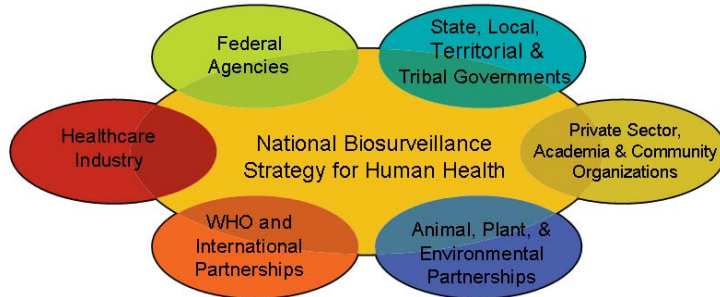 Federal
Agencies
State, Local,
Territorial &
Tribal Governments
Healthcare
Industry
National Biosurveillance
Strategy for Human Health
Private Sector,
Academia & Community
Organizations
WHO and
International
Partnerships
Animal, Plant, &
Environmental
Partnerships